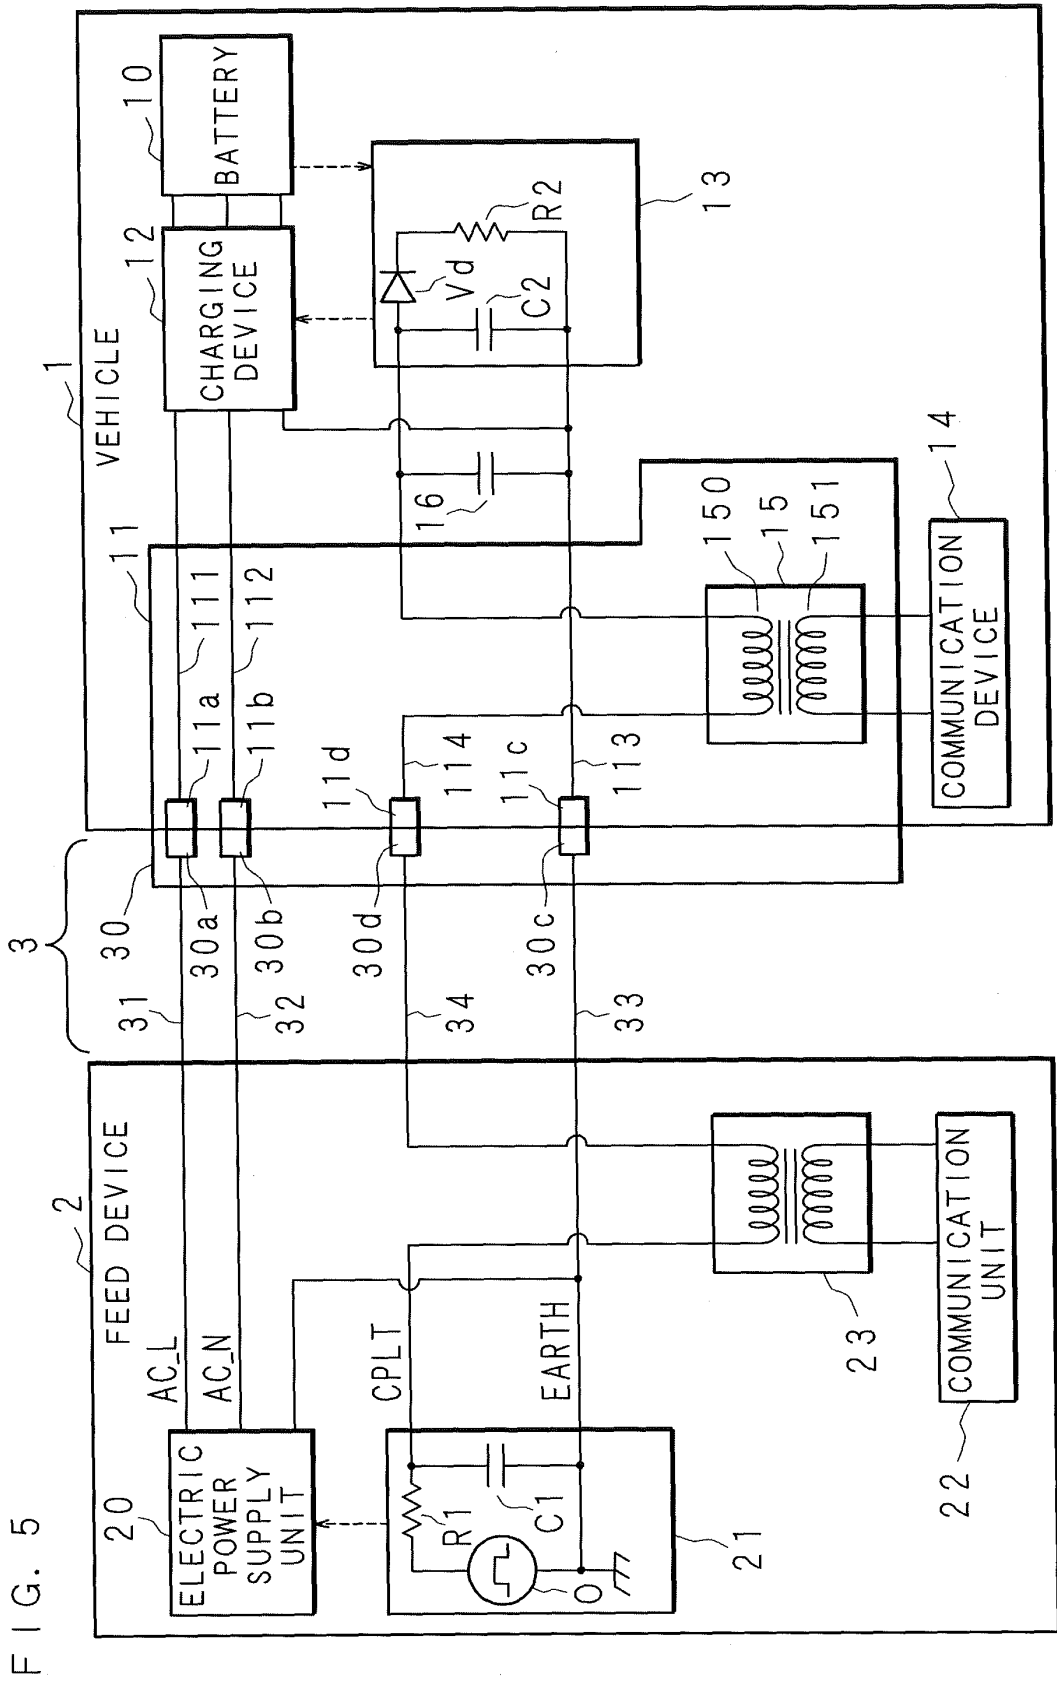 FIG. 5
2
FEED DEVICE
20
ELECTRIC
POWER
SUPPLY
UNIT
AC_L
AC_N
CPLT
EARTH
R1
C1
O
21
23
COMMUNICATION
UNIT
22
3
31
32
34
33
30
30a
30b
30d
30c
1
VEHICLE
11
11a
11b
11d
11c
111
112
114
113
12
CHARGING
DEVICE
10
BATTERY
16
Vd
R2
C2
13
150
15
151
14
COMMUNICATION
DEVICE